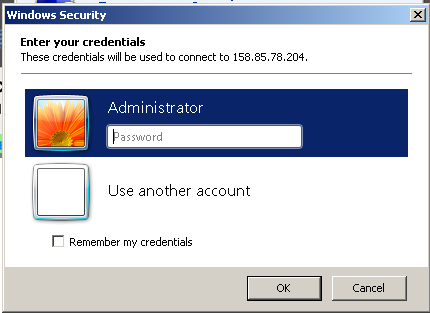 Windows Security
Enter your credentials
These credentials will be used to connect to 158.85.78.204.
Administrator
Password
Use another account
Remember my credentials
OK
Cancel